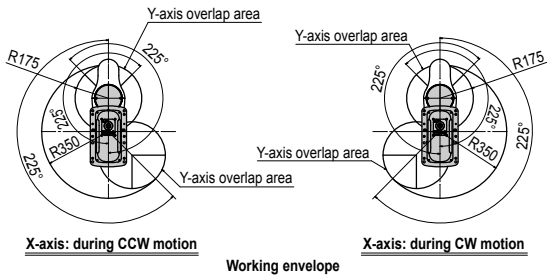 Y-axis overlap area
R175
225°
225°
R350
225°
Y-axis overlap area
X-axis: during CCW motion
Y-axis overlap area
R175
225°
225°
R350
225°
Y-axis overlap area
X-axis: during CW motion
Working envelope